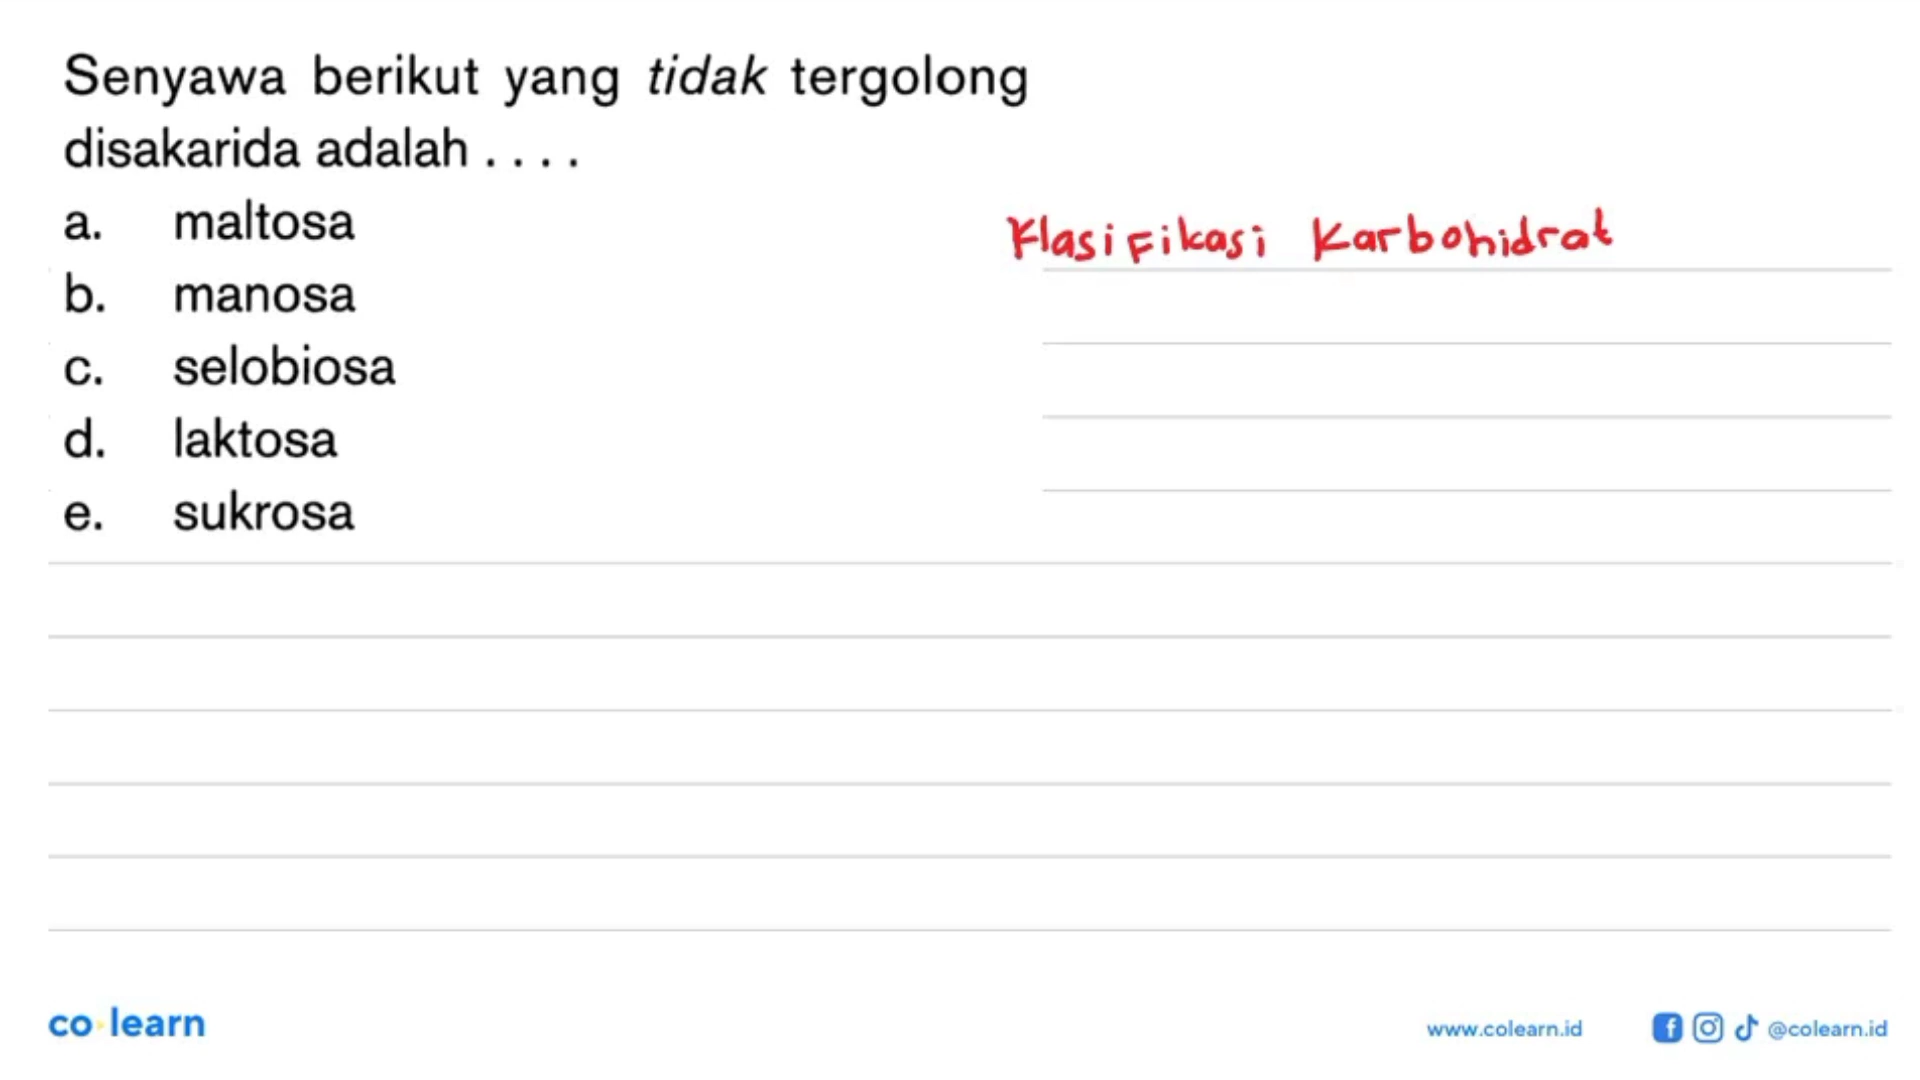 Senyawa berikut yang tidak tergolong
disakarida adalah . . . .
a. maltosa
b. manosa
c. selobiosa
d. laktosa
e. sukrosa
Klasifikasi Karbohidrat
co learn
www.colearn.id
@colearn.id